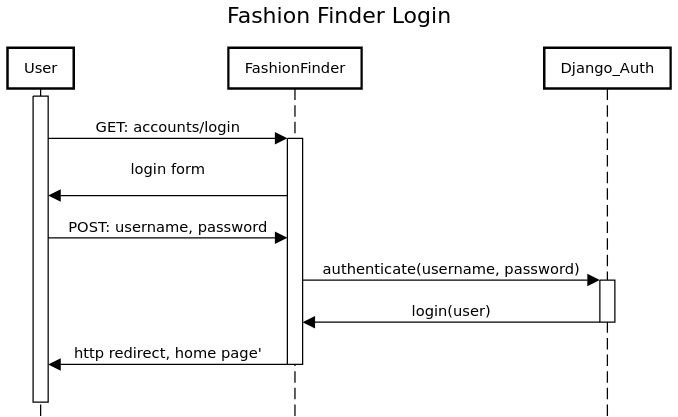 Fashion Finder Login
User
FashionFinder
Django_Auth
GET: accounts/login
login form
POST: username, password
authenticate(username, password)
login(user)
http redirect, home page'